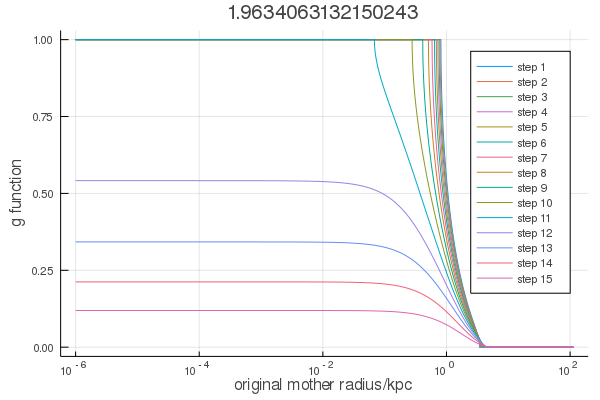 1.9634063132150243
g function
1.00
0.75
0.50
0.25
0.00
step 1
step 2
step 3
step 4
step 5
step 6
step 7
step 8
step 9
step 10
step 11
step 12
step 13
step 14
step 15
10^-6 10^-4 10^-2 10^0 10^2
original mother radius/kpc